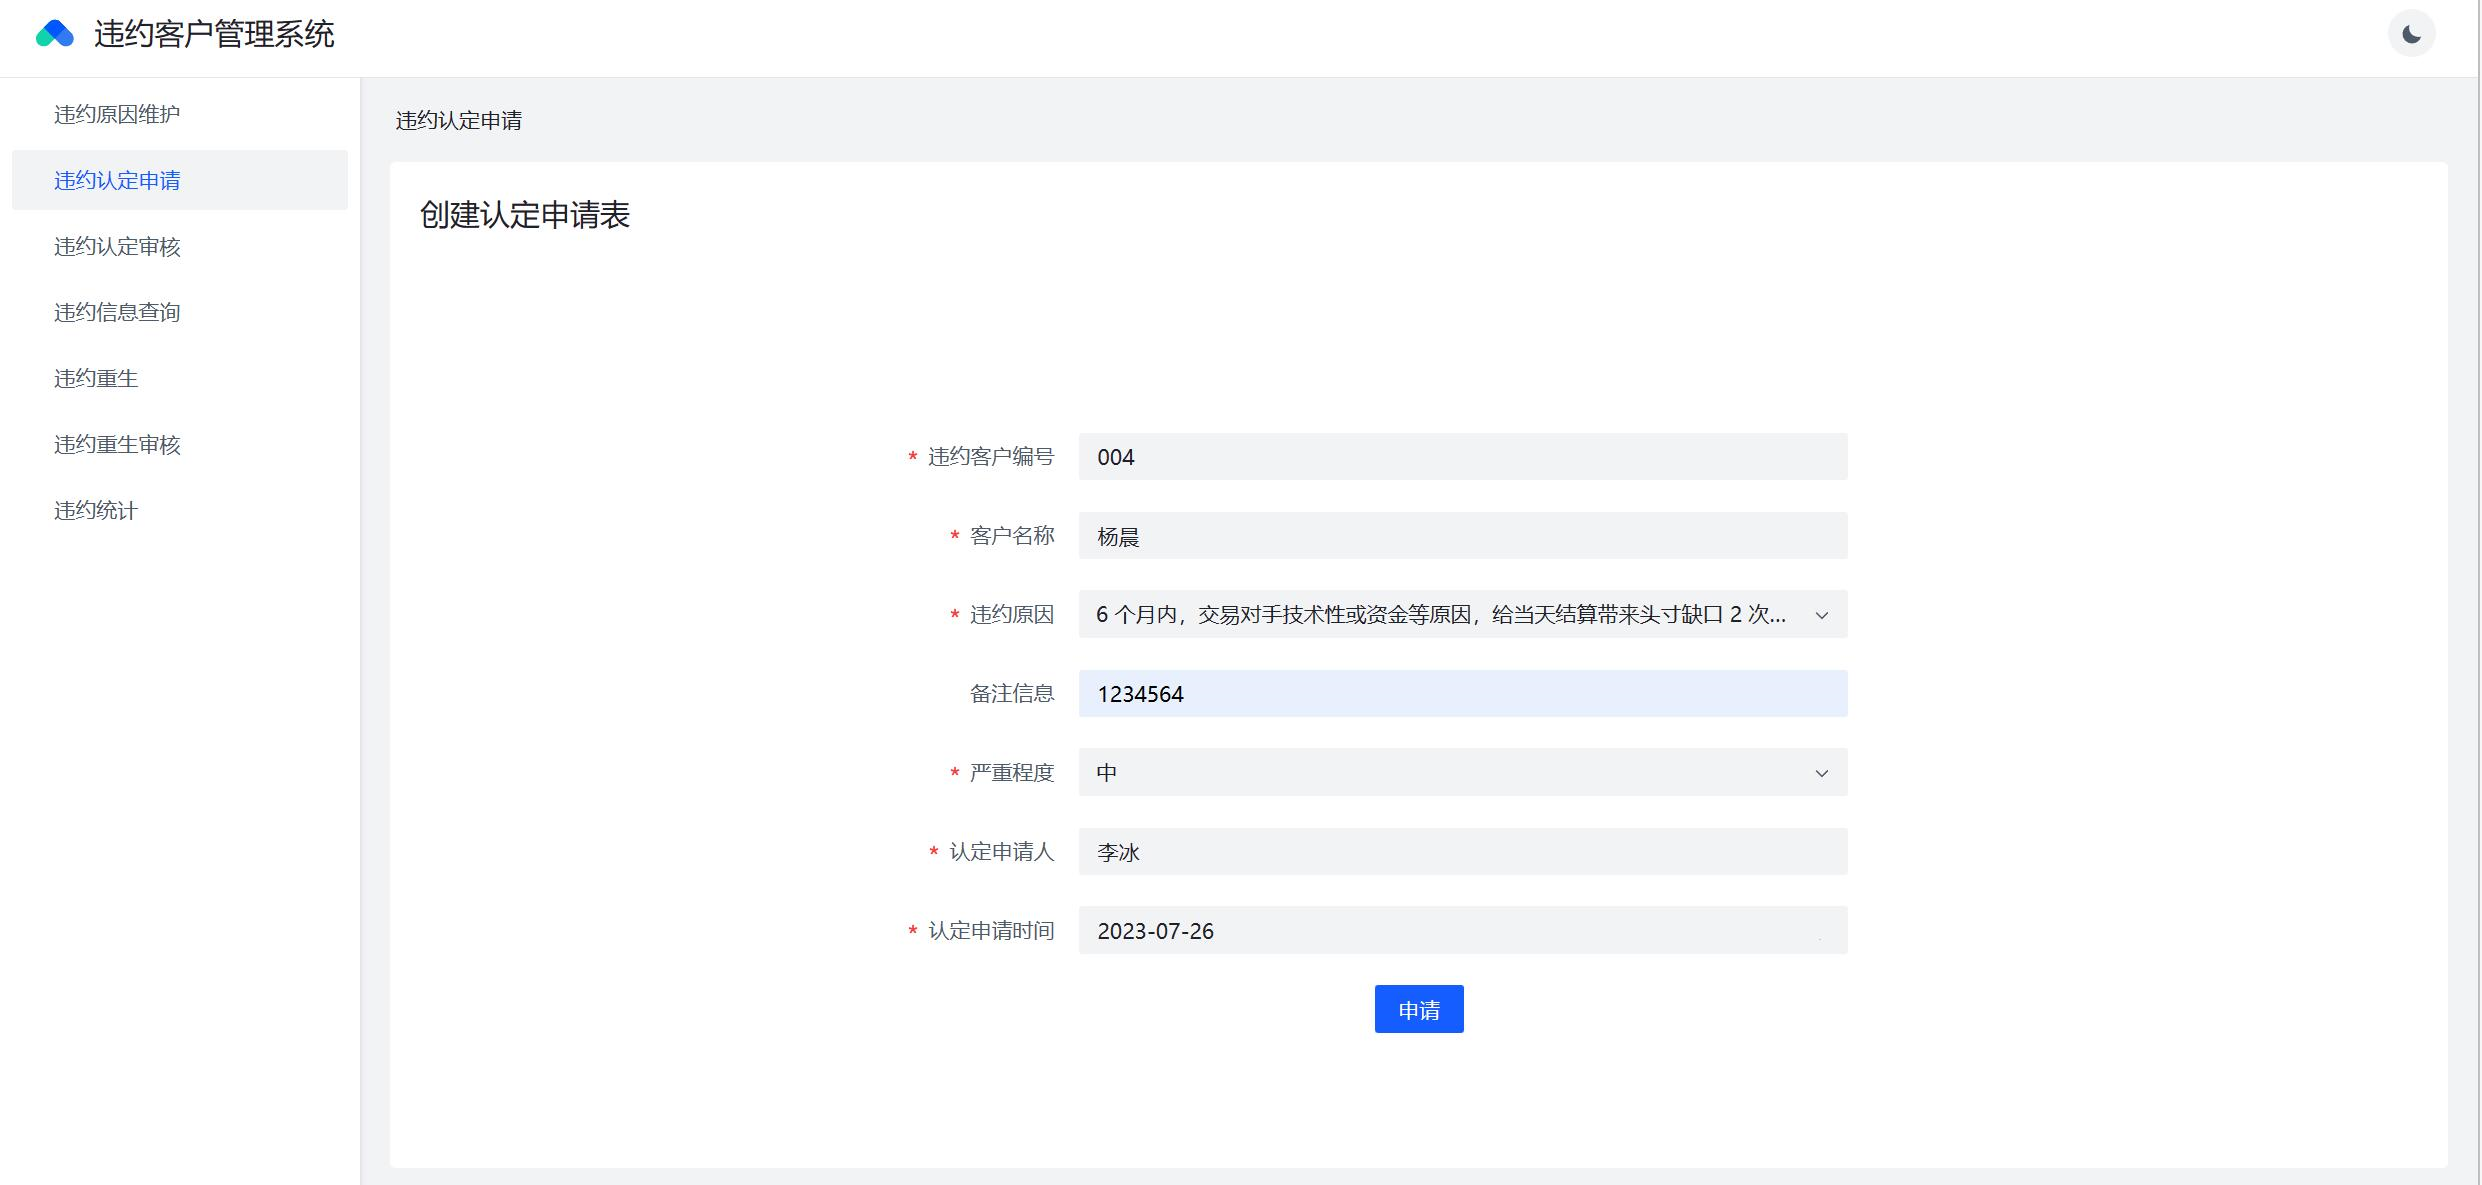 违约客户管理系统
违约原因维护
违约认定申请
违约认定审核
违约信息查询
违约重生
违约重生审核
违约统计
违约认定申请
创建认定申请表
* 违约客户编号 004
* 客户名称 杨晨
* 违约原因 6 个月内，交易对手技术性或资金等原因，给当天结算带来头寸缺口 2 次...
备注信息 1234564
* 严重程度 中
* 认定申请人 李冰
* 认定申请时间 2023-07-26
申请